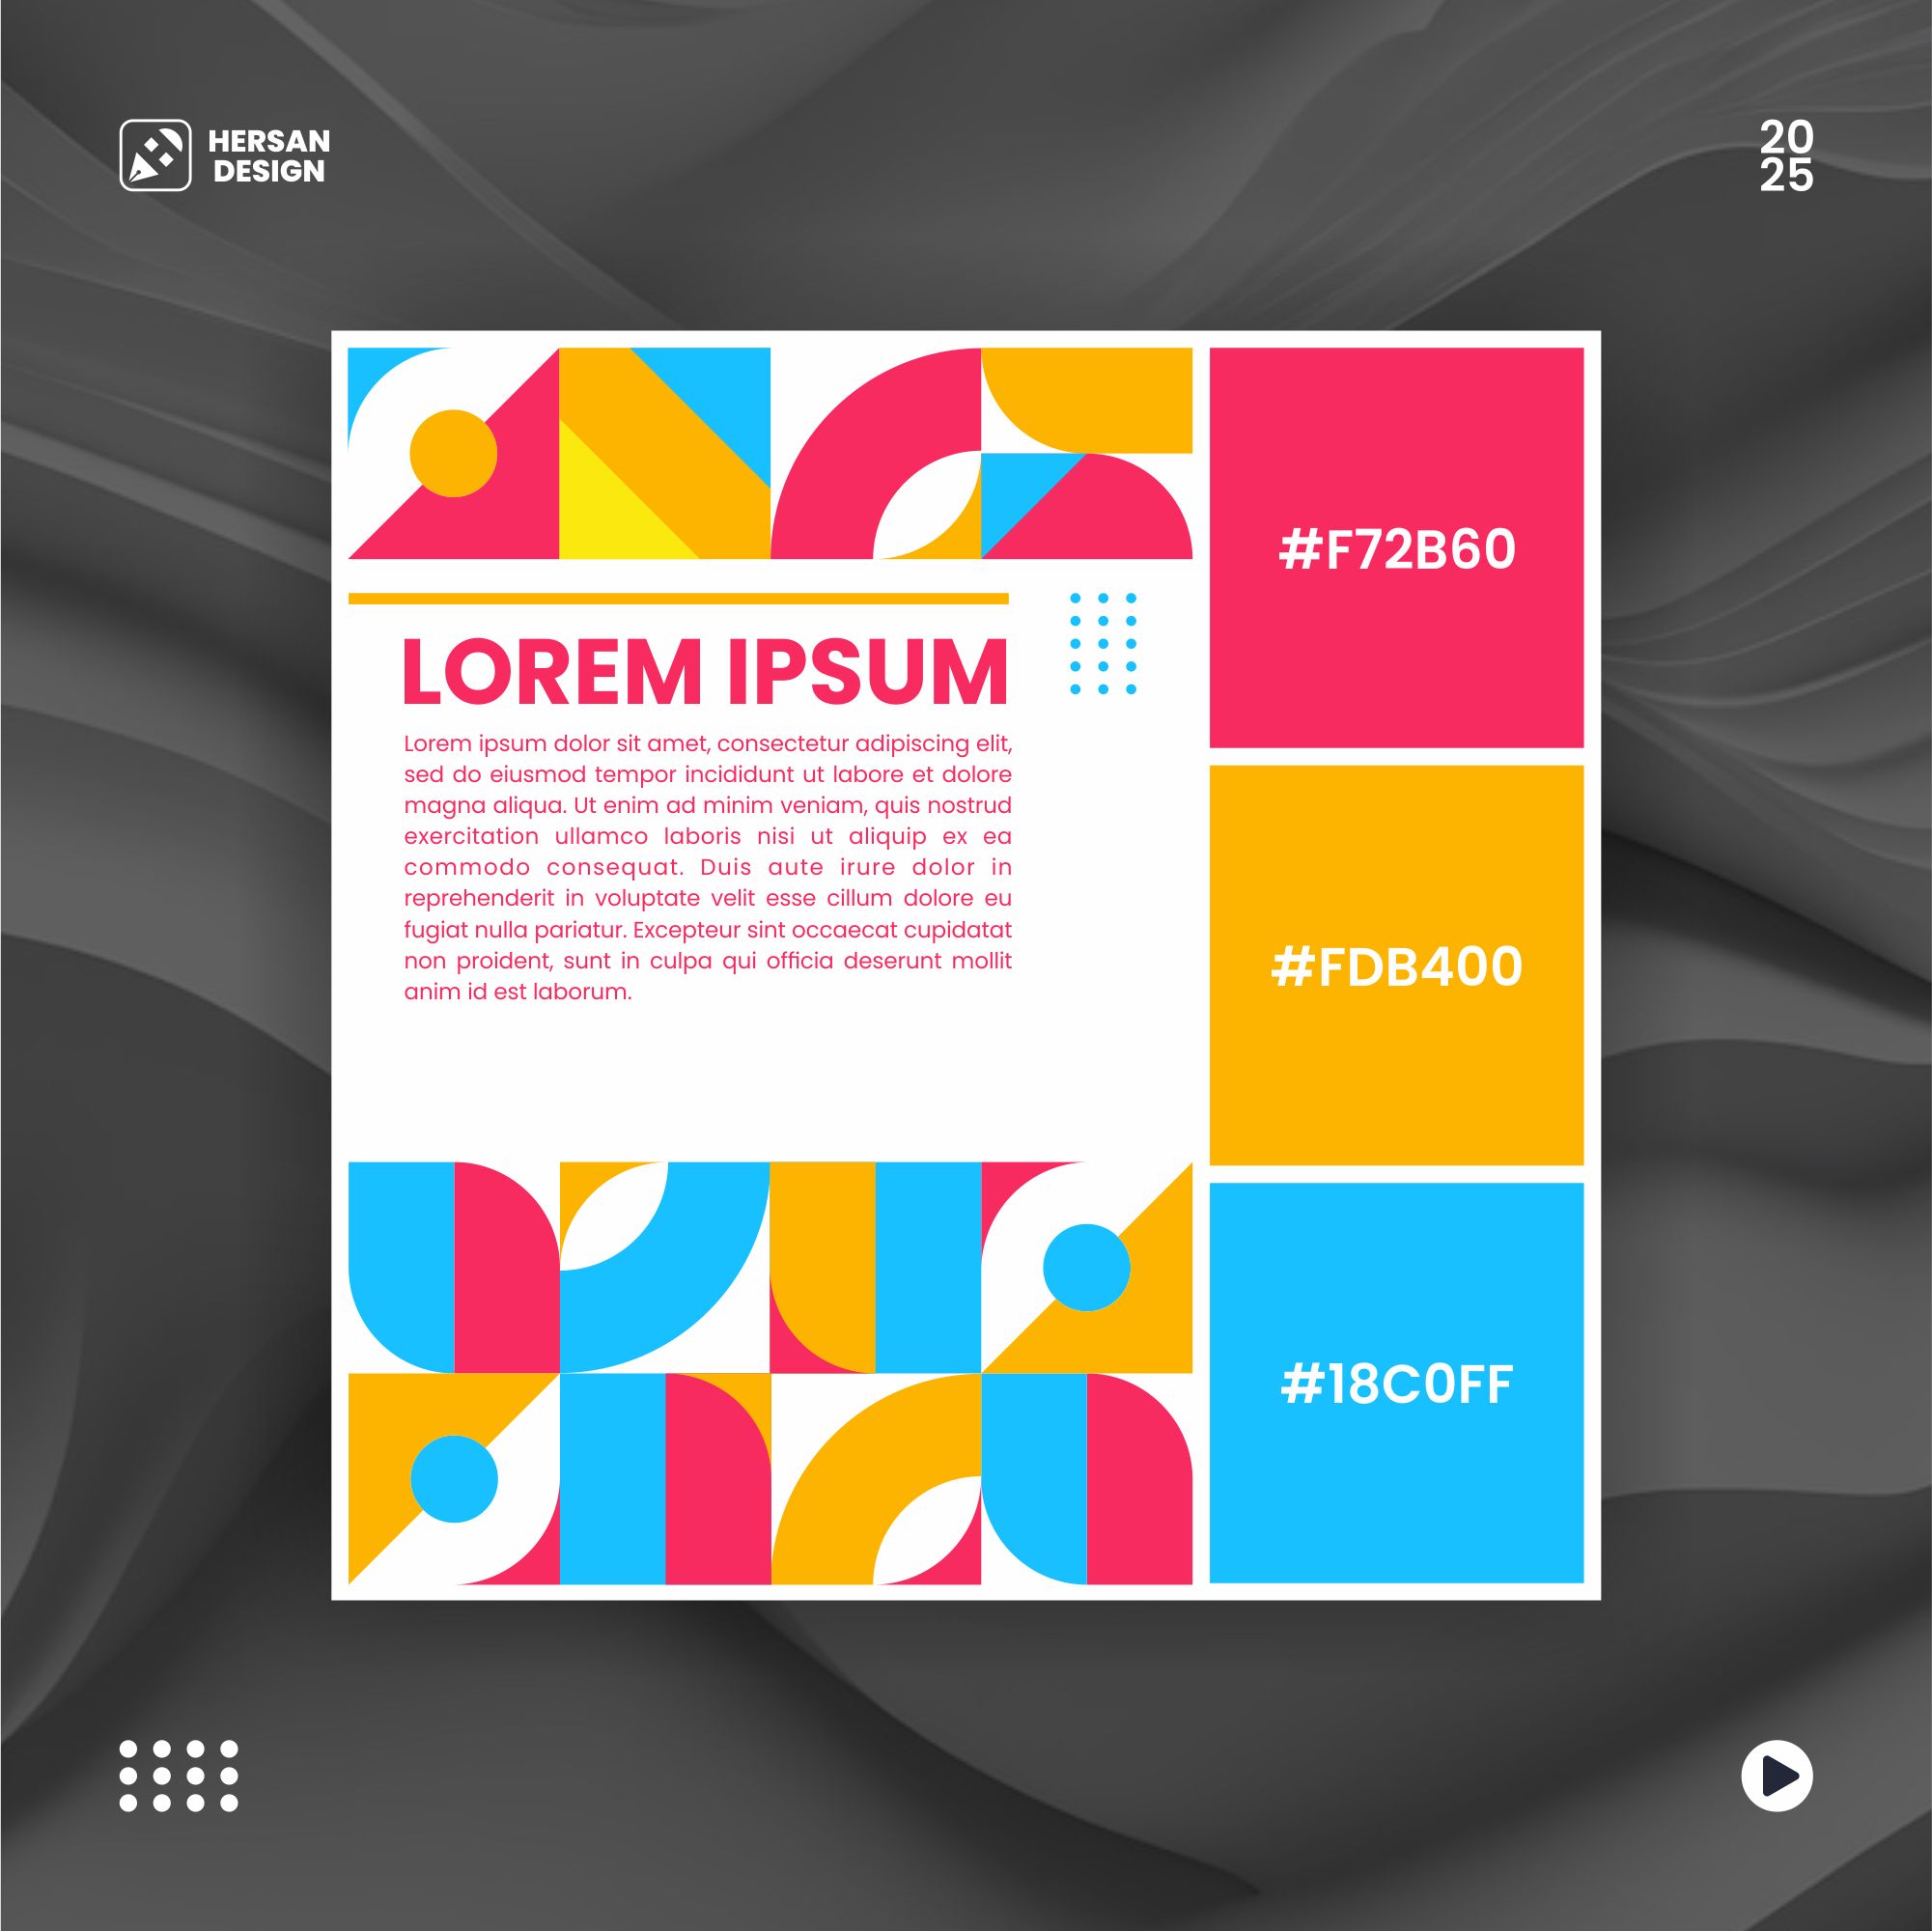 HERSAN
DESIGN
20
25
LOREM IPSUM
Lorem ipsum dolor sit amet, consectetur adipiscing elit,
sed do eiusmod tempor incididunt ut labore et dolore
magna aliqua. Ut enim ad minim veniam, quis nostrud
exercitation ullamco laboris nisi ut aliquip ex ea
commodo consequat. Duis aute irure dolor in
reprehenderit in voluptate velit esse cillum dolore eu
fugiat nulla pariatur. Excepteur sint occaecat cupidatat
non proident, sunt in culpa qui officia deserunt mollit
anim id est laborum.
#F72B60
#FDB400
#18C0FF